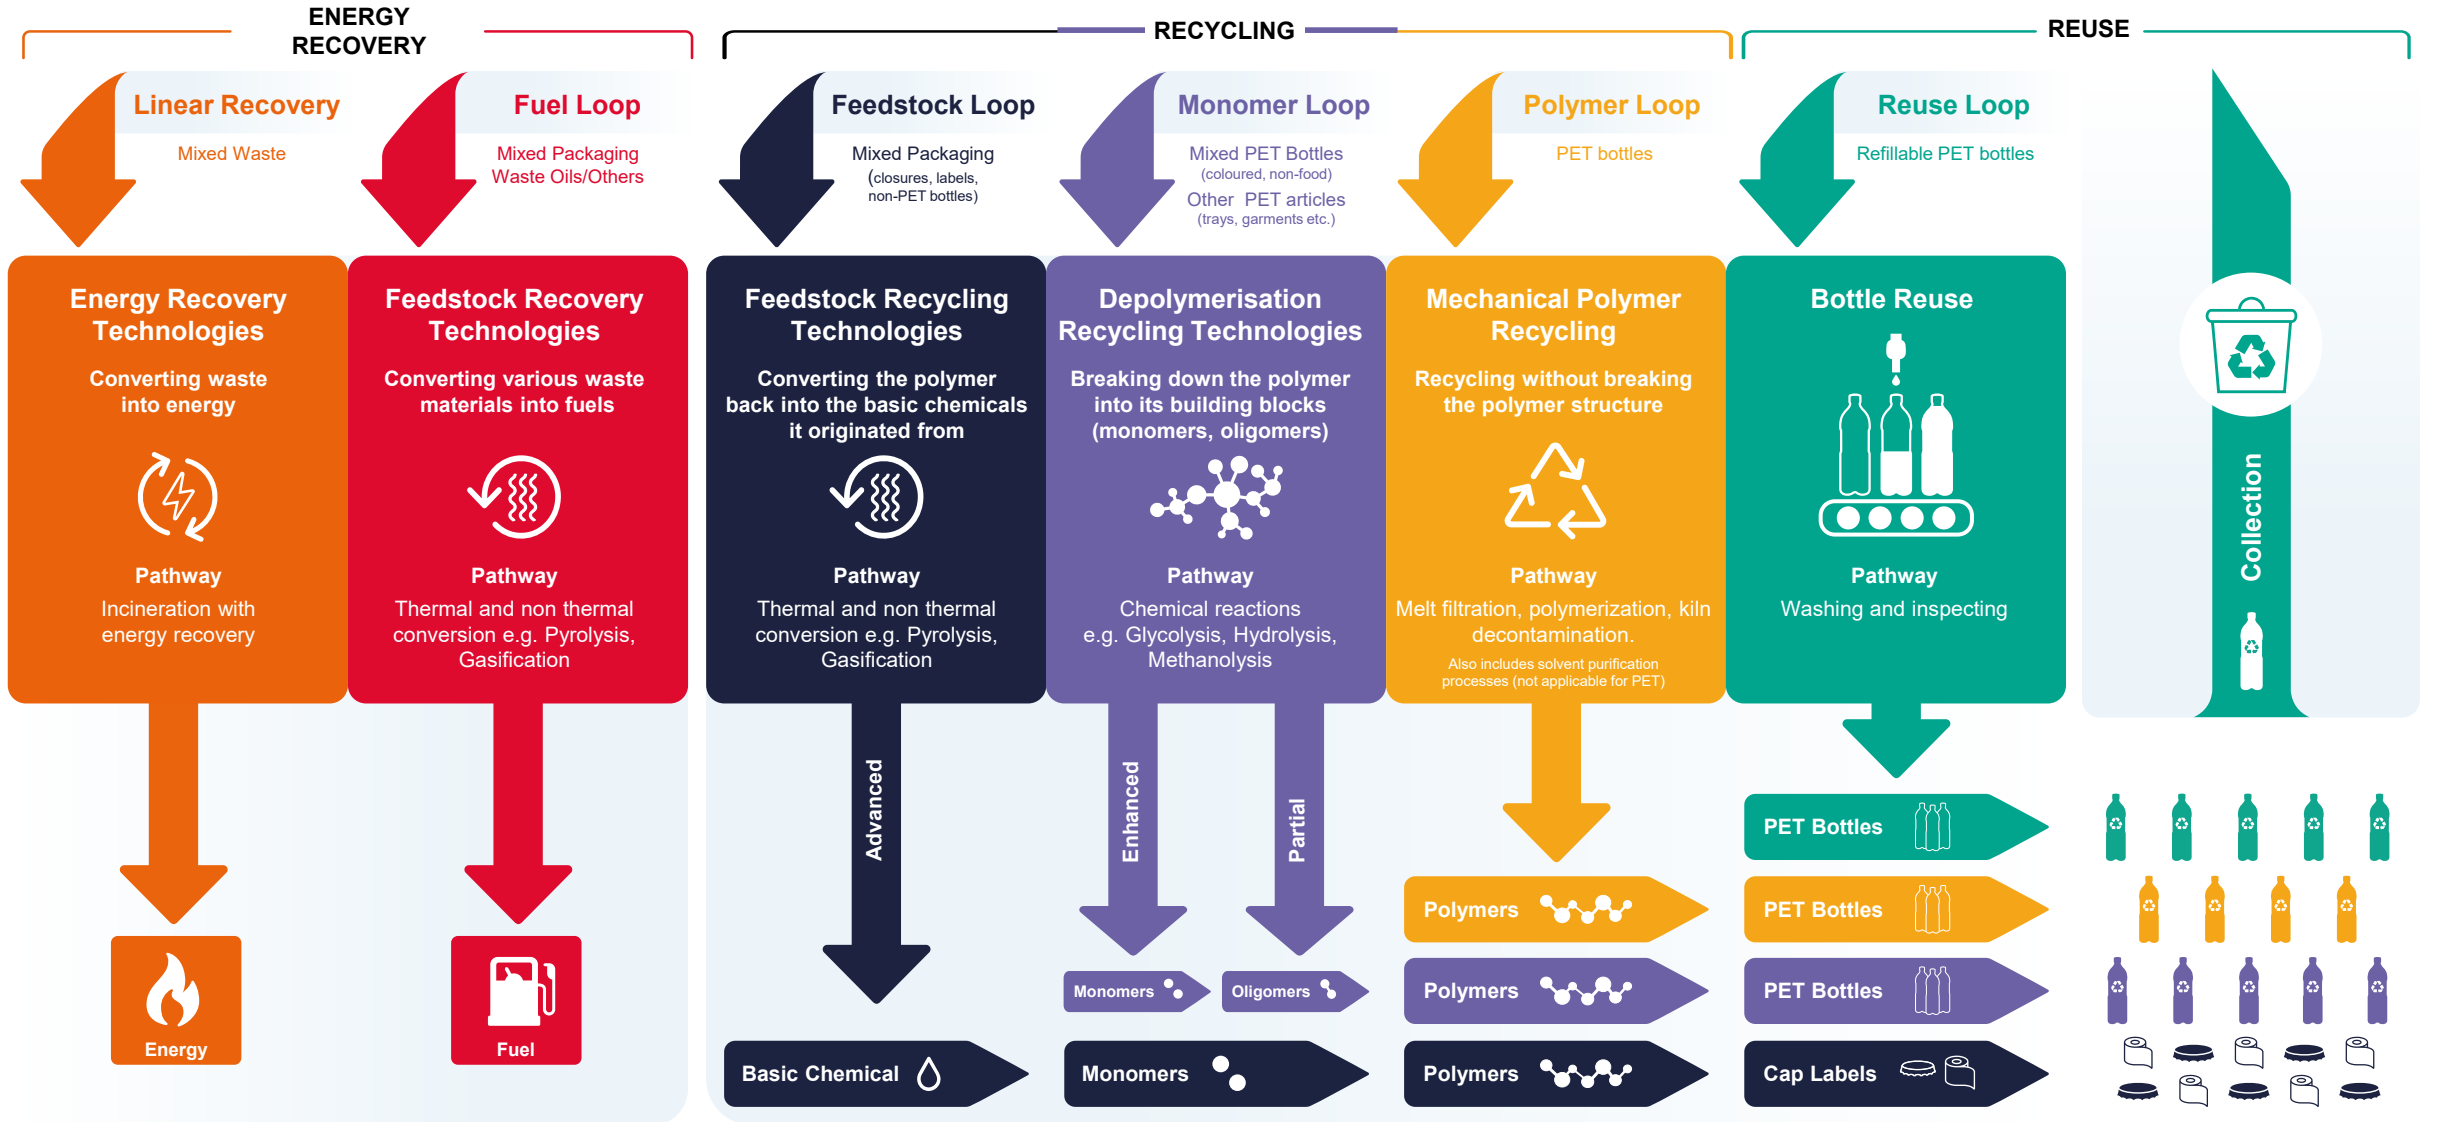 ENERGY
RECOVERY
RECYCLING
REUSE
Linear Recovery
Mixed Waste
Fuel Loop
Mixed Packaging
Waste Oils/Others
Feedstock Loop
Mixed Packaging
(closures, labels,
non-PET bottles)
Monomer Loop
Mixed PET Bottles
(coloured, non-food)
Other PET articles
(trays, garments etc.)
Polymer Loop
PET bottles
Reuse Loop
Refillable PET bottles
Energy Recovery
Technologies
Converting waste
into energy
Pathway
Incineration with
energy recovery
Feedstock Recovery
Technologies
Converting various waste
materials into fuels
Pathway
Thermal and non thermal
conversion e.g. Pyrolysis,
Gasification
Feedstock Recycling
Technologies
Converting the polymer
back into the basic chemicals
it originated from
Pathway
Thermal and non thermal
conversion e.g. Pyrolysis,
Gasification
Depolymerisation
Recycling Technologies
Breaking down the polymer
into its building blocks
(monomers, oligomers)
Pathway
Chemical reactions
e.g. Glycolysis, Hydrolysis,
Methanolysis
Mechanical Polymer
Recycling
Recycling without breaking
the polymer structure
Pathway
Melt filtration, polymerization, kiln
decontamination.
Also includes solvent purification
processes (not applicable for PET)
Bottle Reuse
Pathway
Washing and inspecting
Collection
Advanced
Enhanced
Partial
PET Bottles
Polymers
PET Bottles
Monomers
Oligomers
Polymers
PET Bottles
Energy
Fuel
Basic Chemical
Monomers
Polymers
Cap Labels